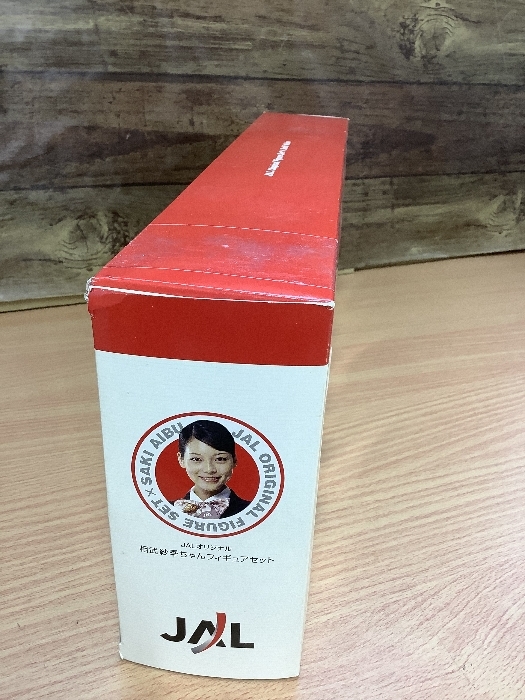 JAL ORIGINAL FIGURE SET × SAKI AIBU
JALオリジナル
相武紗季ちゃんフィギュアセット
JAL